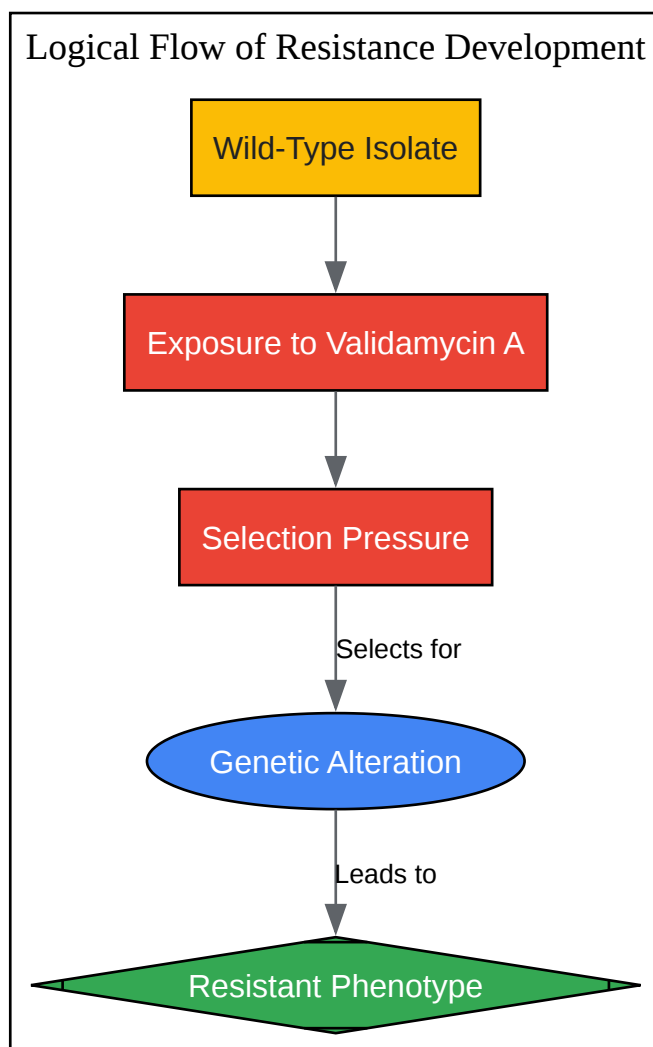 Logical Flow of Resistance Development
Wild-Type Isolate
Exposure to Validamycin A
Selection Pressure
Selects for
Genetic Alteration
Leads to
Resistant Phenotype